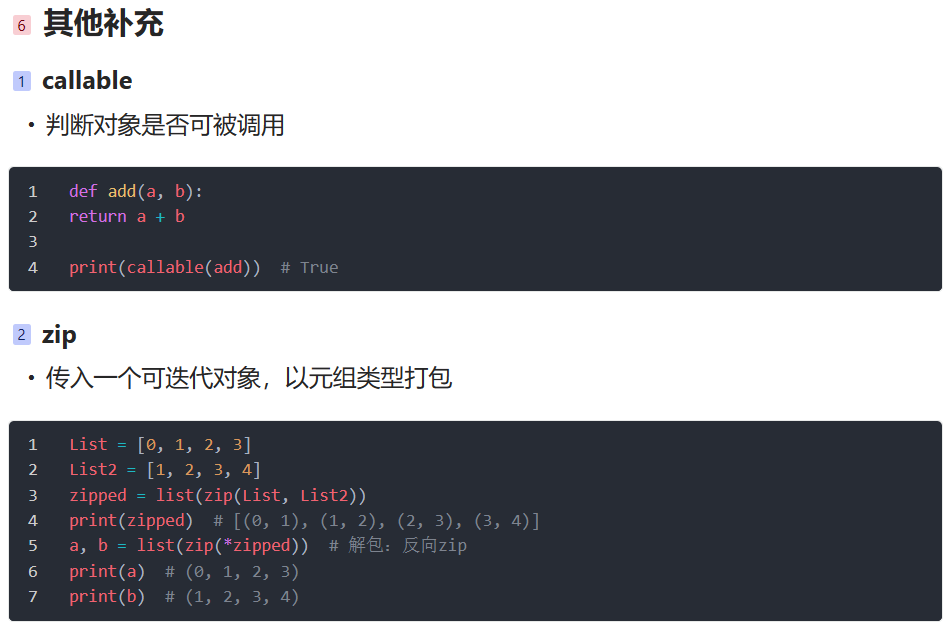 6 其他补充
1 callable
• 判断对象是否可被调用
1 def add(a, b):
2 return a + b
3
4 print(callable(add))  # True
2 zip
• 传入一个可迭代对象，以元组类型打包
1 List = [0, 1, 2, 3]
2 List2 = [1, 2, 3, 4]
3 zipped = list(zip(List, List2))
4 print(zipped)  # [(0, 1), (1, 2), (2, 3), (3, 4)]
5 a, b = list(zip(*zipped))  # 解包：反向zip
6 print(a)  # (0, 1, 2, 3)
7 print(b)  # (1, 2, 3, 4)